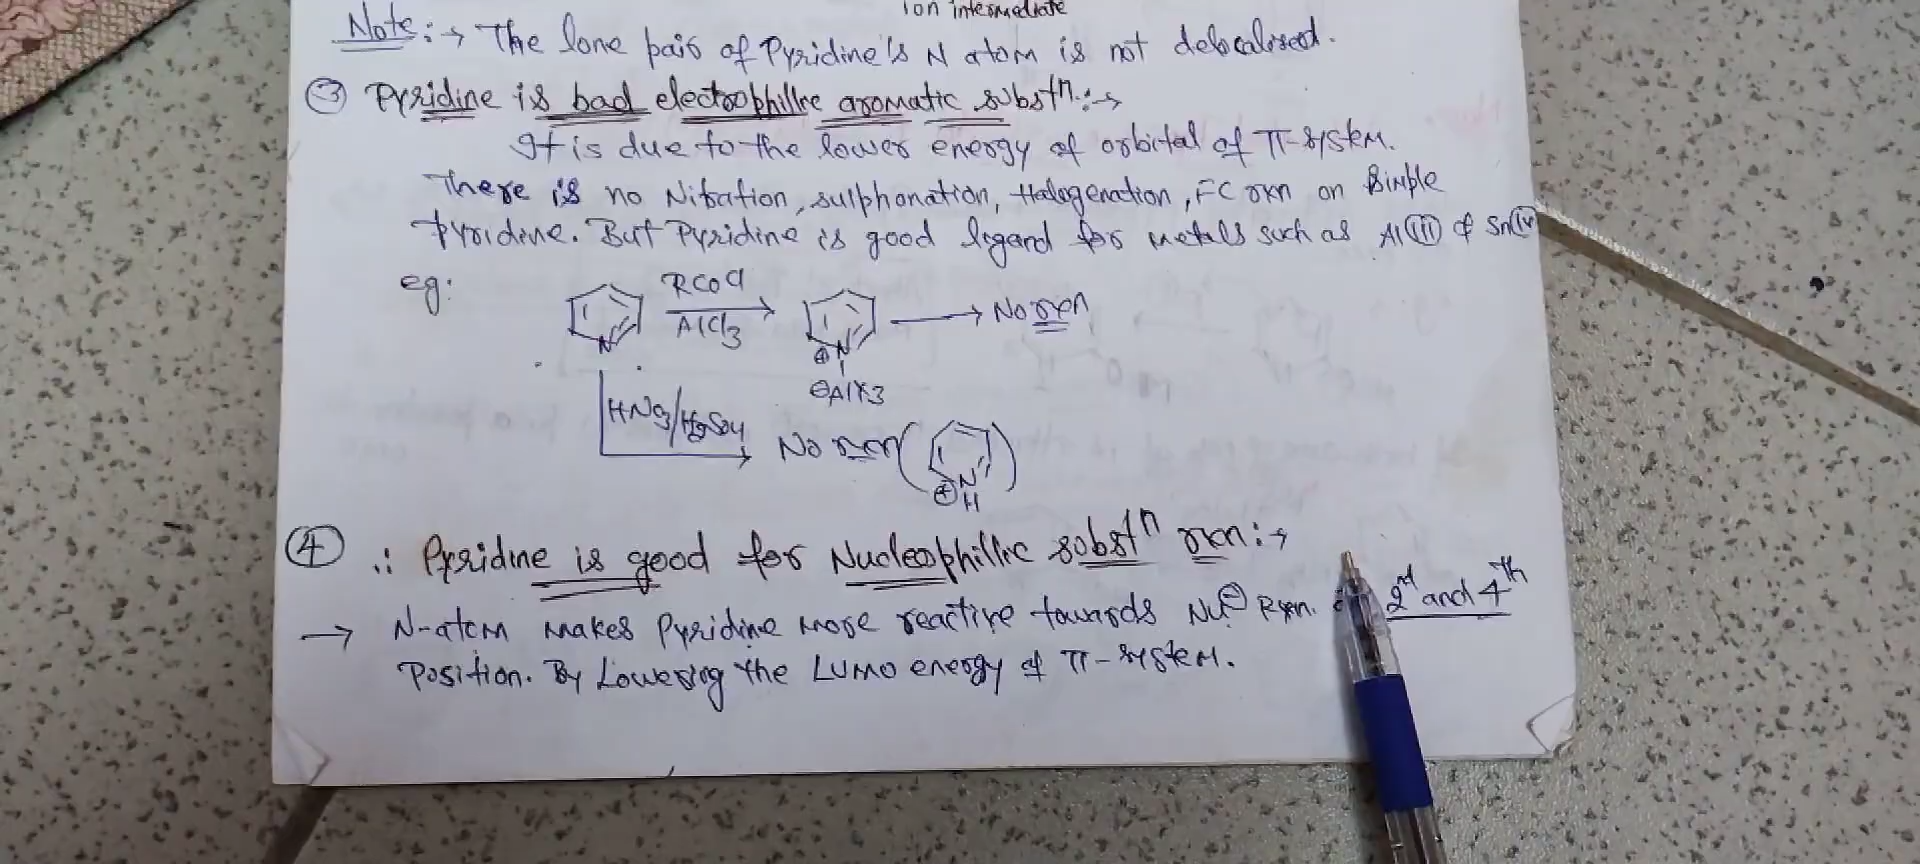 ion intermediate
Note:→ The lone pair of Pyridine's N atom is not delocalised.
③ Pyridine is bad electrophillic aromatic substⁿ:→
It is due to the lower energy of orbital of π-system.
There is no Nitration, sulphonation, Halogenation, FC rxn on Simple
Pyridine. But Pyridine is good ligand for metals such as Al(III) & Sn(IV)
eg:
RCOCl
AlCl3
N
⊕N
⊖AlX3
No rxn
HNO3/H2SO4
No rxn
N
⊕ H
④ ∴ Pyridine is good for Nucleophillic substⁿ rxn:→
→ N-atom makes Pyridine more reactive towards Nu⊖ Rxn. 2nd and 4th
Position. By Lowering the LUMO energy of π-system.